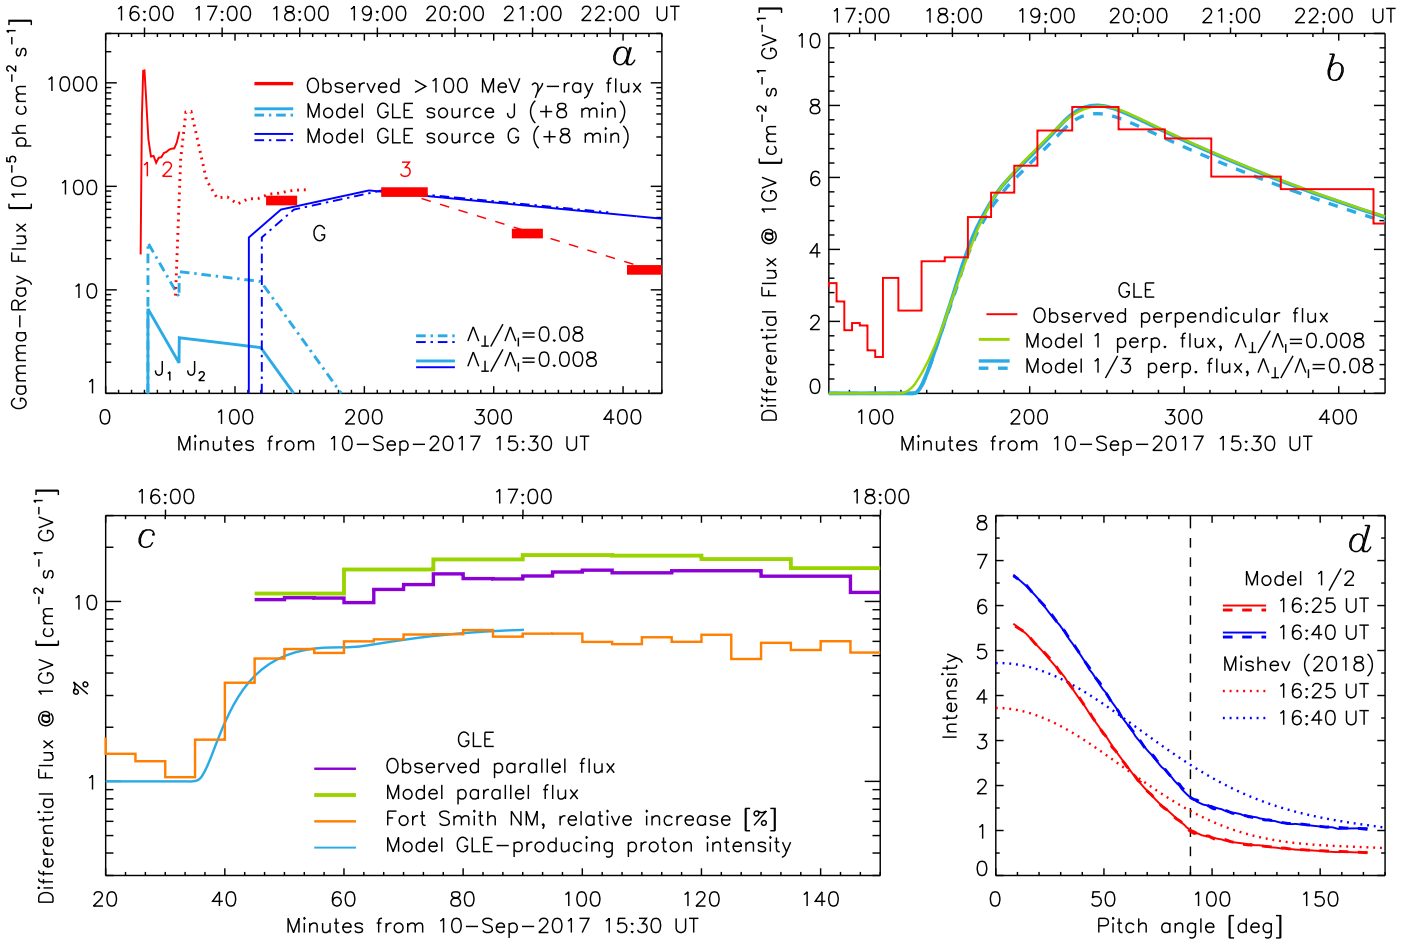 16:00 17:00 18:00 19:00 20:00 21:00 22:00 UT
Gamma-Ray Flux [10⁻⁵ ph cm⁻² s⁻¹]
a
1000
100
10
1
Observed >100 MeV γ-ray flux
Model GLE source J (+8 min)
Model GLE source G (+8 min)
1 2
3
G
J₁ J₂
Λ⊥/Λ∥=0.08
Λ⊥/Λ∥=0.008
0 100 200 300 400
Minutes from 10-Sep-2017 15:30 UT
17:00 18:00 19:00 20:00 21:00 22:00 UT
Differential Flux @ 1GV [cm⁻² s⁻¹ GV⁻¹]
b
10
8
6
4
2
0
GLE
Observed perpendicular flux
Model 1 perp. flux, Λ⊥/Λ∥=0.008
Model 1/3 perp. flux, Λ⊥/Λ∥=0.08
100 200 300 400
Minutes from 10-Sep-2017 15:30 UT
16:00 17:00 18:00
Differential Flux @ 1GV [cm⁻² s⁻¹ GV⁻¹]
%
c
10
1
GLE
Observed parallel flux
Model parallel flux
Fort Smith NM, relative increase [%]
Model GLE-producing proton intensity
20 40 60 80 100 120 140
Minutes from 10-Sep-2017 15:30 UT
Intensity
d
8
7
6
5
4
3
2
1
0
Model 1/2
16:25 UT
16:40 UT
Mishev (2018)
16:25 UT
16:40 UT
0 50 100 150
Pitch angle [deg]